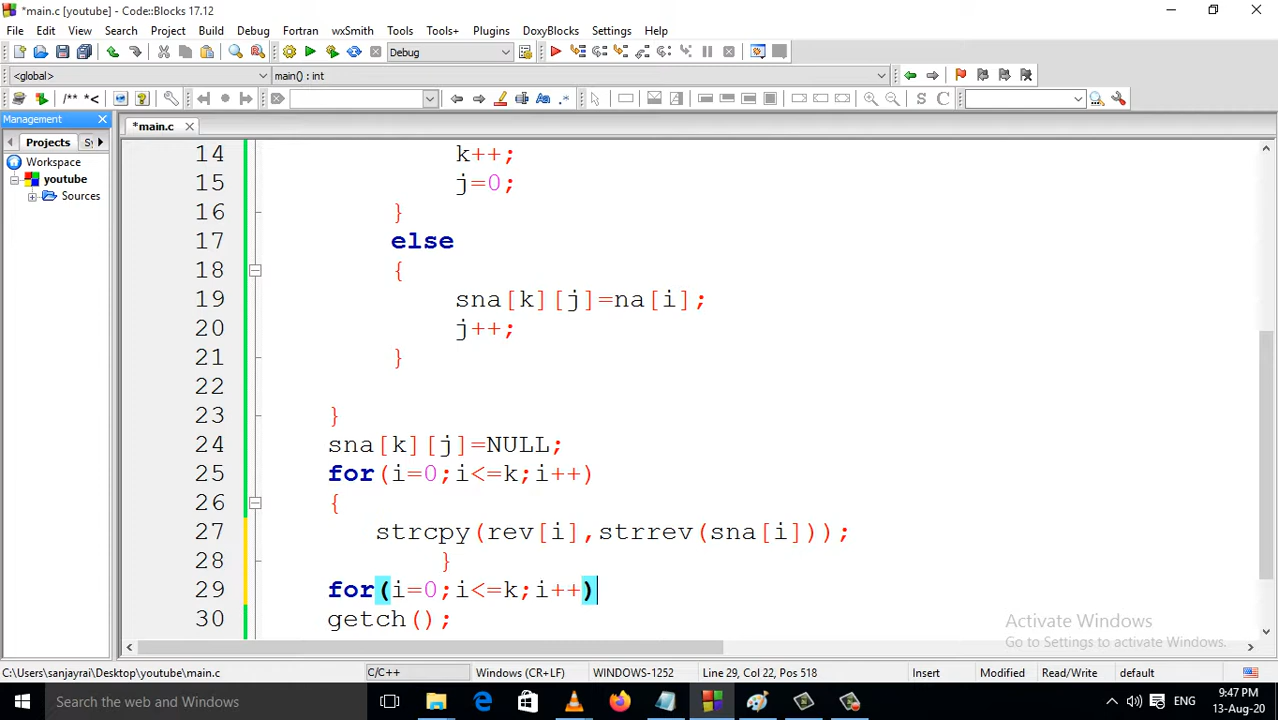 *main.c [youtube] - Code::Blocks 17.12
File Edit View Search Project Build Debug Fortran wxSmith Tools Tools+ Plugins DoxyBlocks Settings Help
Debug
<global> main() : int
/** *<
Management
*main.c
Projects
Workspace
youtube
Sources
14 k++;
15 j=0;
16 }
17 else
18 {
19 sna[k][j]=na[i];
20 j++;
21 }
22
23 }
24 sna[k][j]=NULL;
25 for(i=0;i<=k;i++)
26 {
27 strcpy(rev[i],strrev(sna[i]));
28 }
29 for(i=0;i<=k;i++)
30 getch();
Activate Windows
Go to Settings to activate Windows.
C:\Users\sanjayrai\Desktop\youtube\main.c C/C++ Windows (CR+LF) WINDOWS-1252 Line 29, Col 22, Pos 518 Insert Modified Read/Write default
Search the web and Windows
ENG
9:47 PM
13-Aug-20